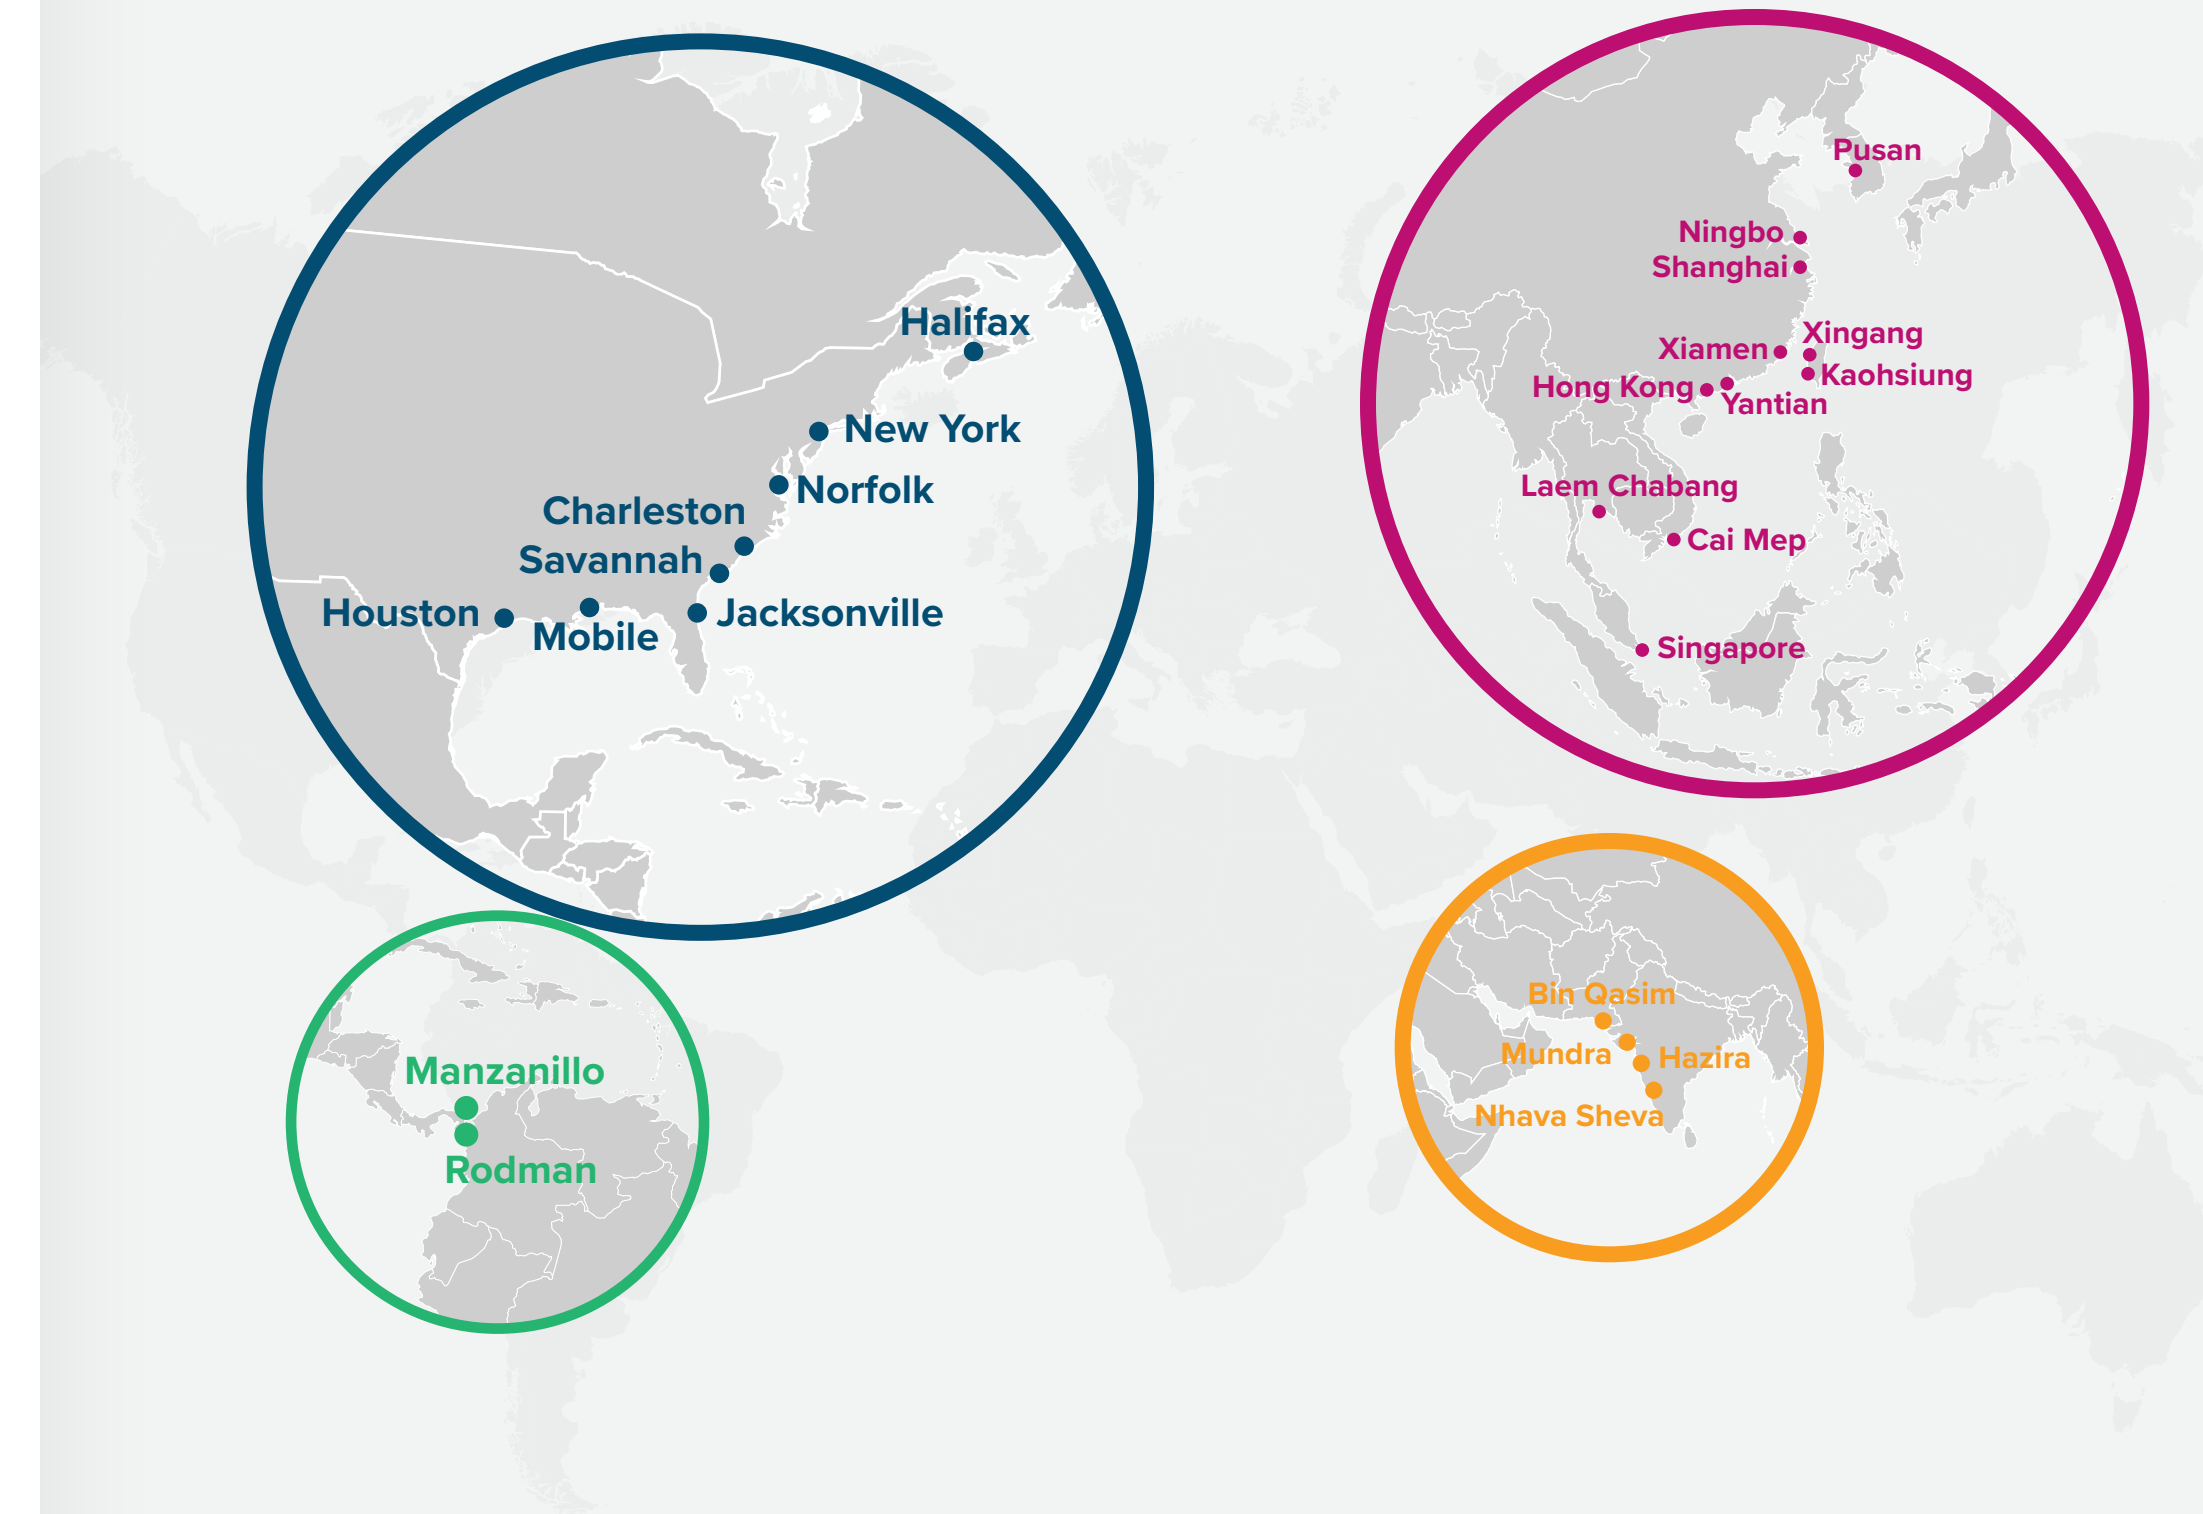 Halifax
New York
Norfolk
Charleston
Savannah
Houston
Mobile
Jacksonville
Pusan
Ningbo
Shanghai
Xingang
Xiamen
Kaohsiung
Hong Kong
Yantian
Laem Chabang
Cai Mep
Singapore
Manzanillo
Rodman
Bin Qasim
Mundra
Hazira
Nhava Sheva